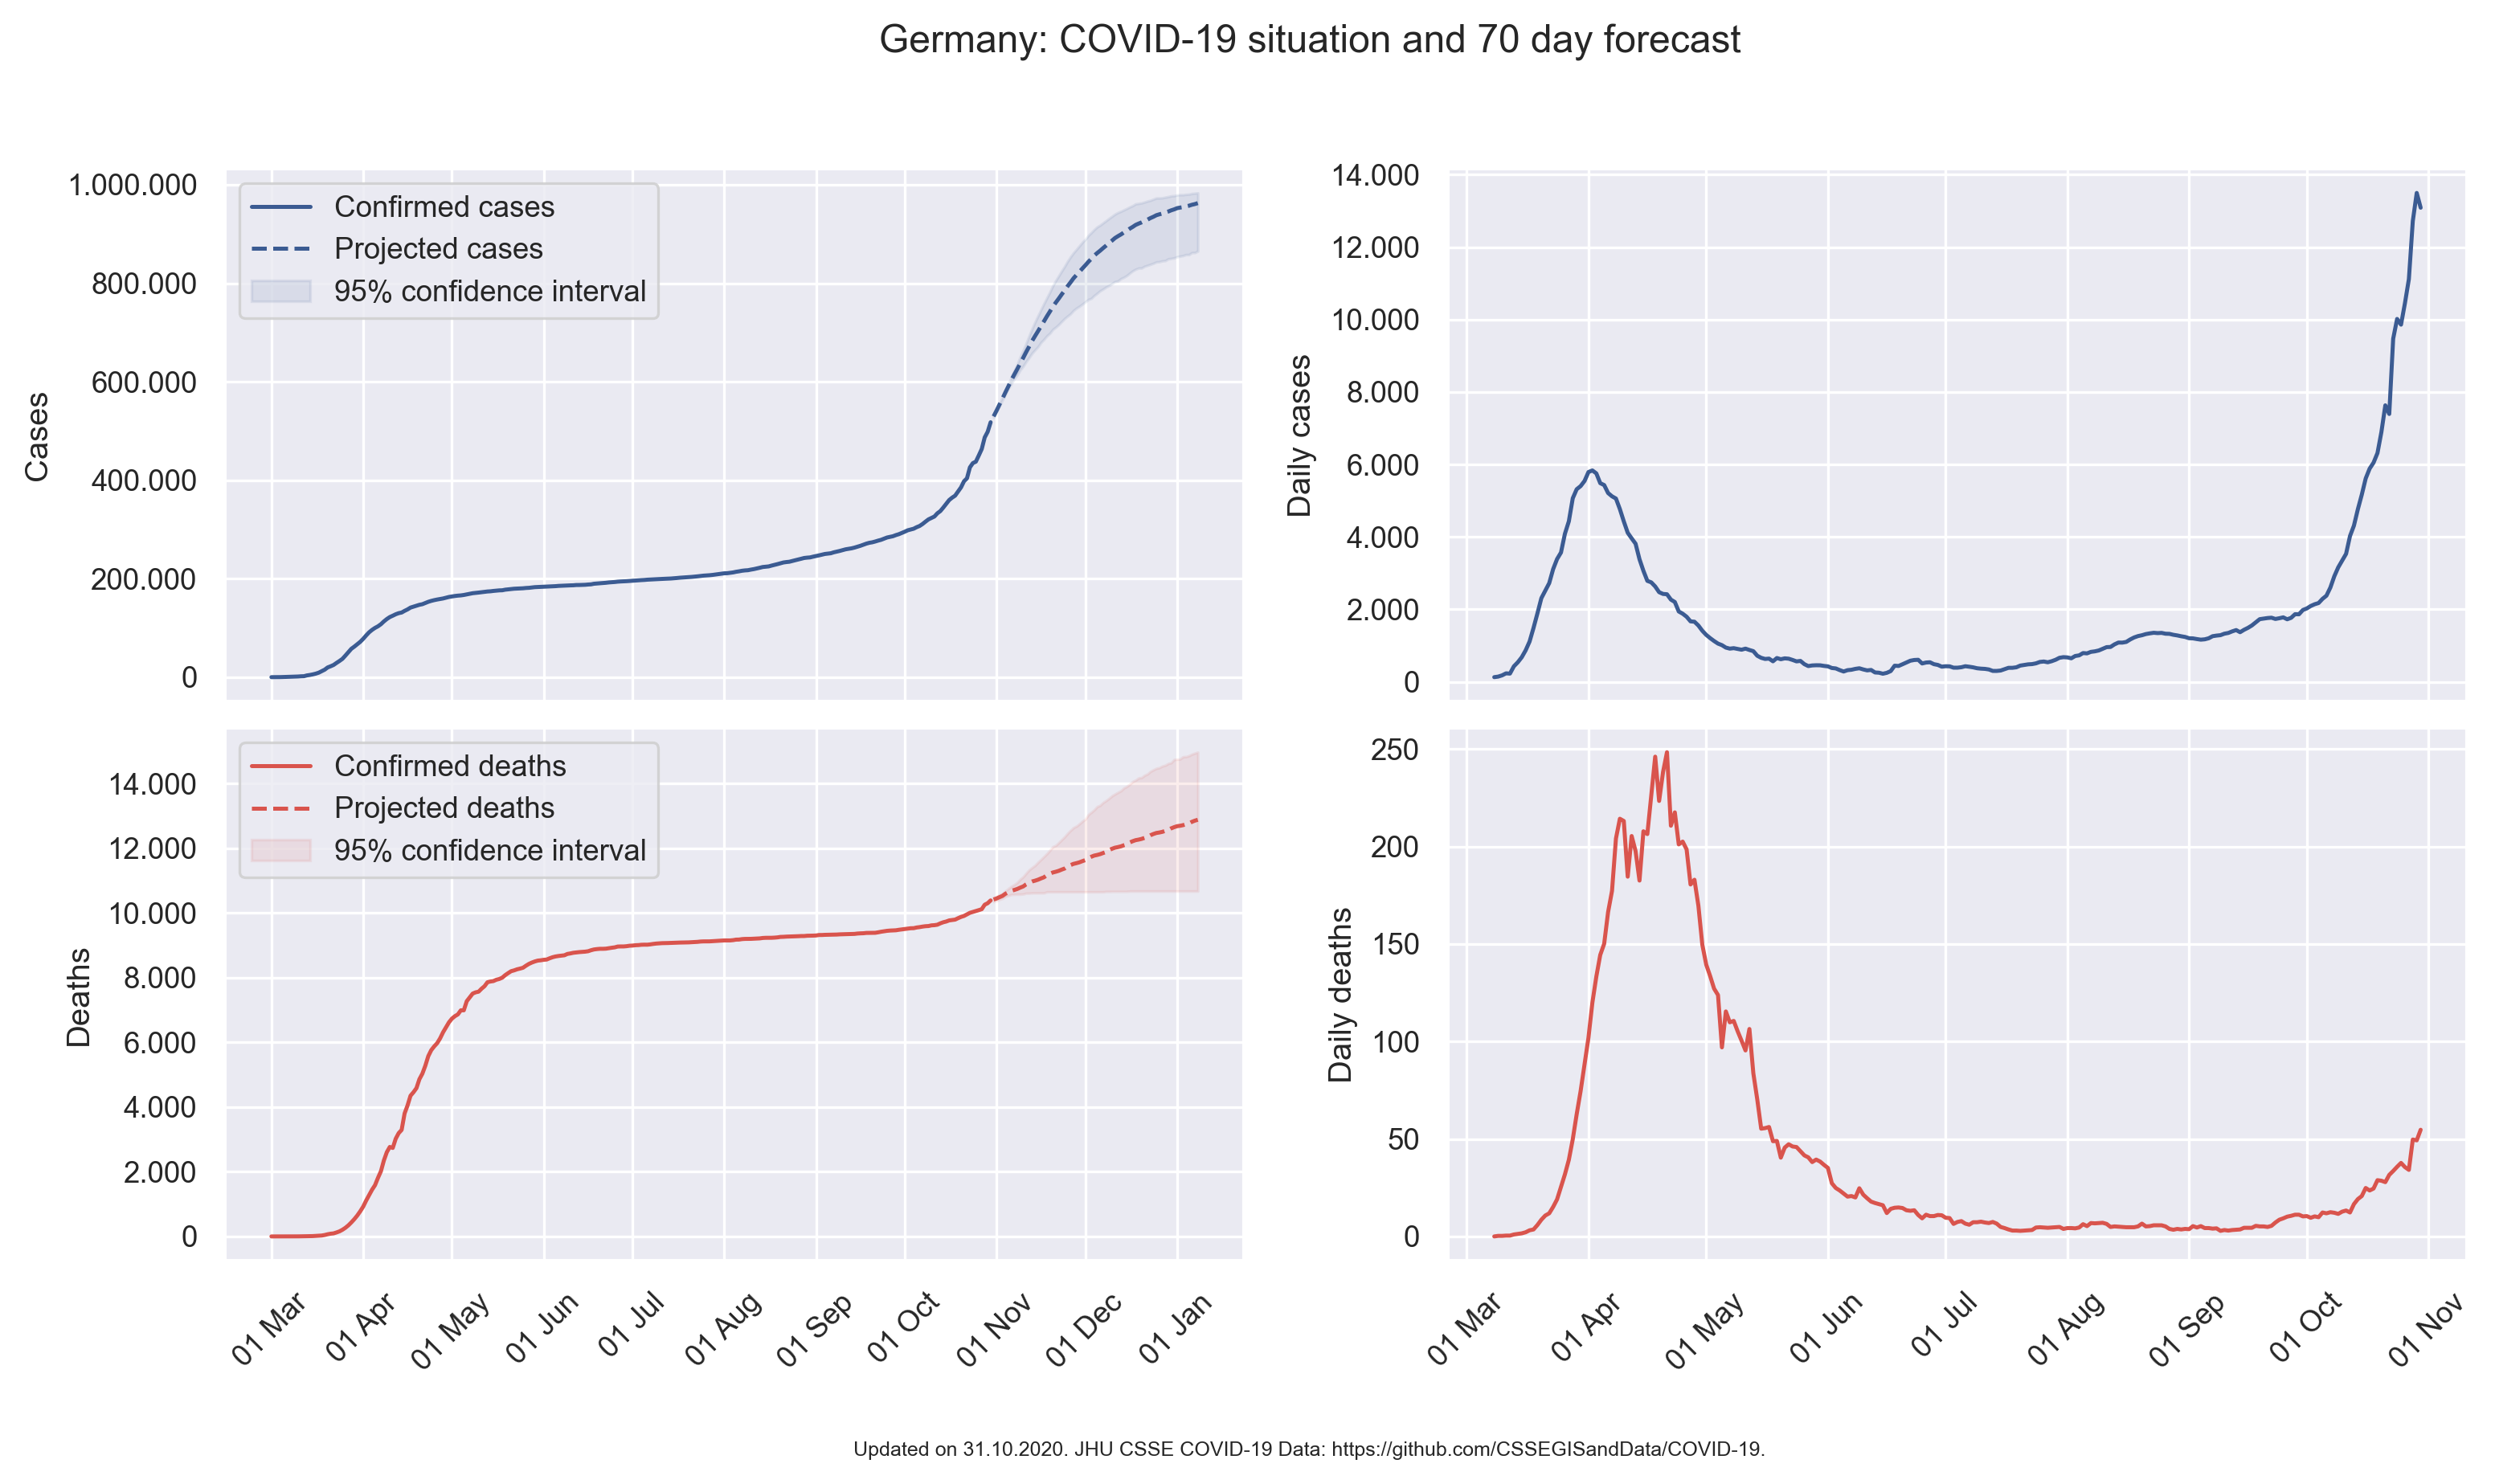 Germany: COVID-19 situation and 70 day forecast
Cases
1.000.000
800.000
600.000
400.000
200.000
0
Confirmed cases
Projected cases
95% confidence interval
Daily cases
14.000
12.000
10.000
8.000
6.000
4.000
2.000
0
Deaths
14.000
12.000
10.000
8.000
6.000
4.000
2.000
0
Confirmed deaths
Projected deaths
95% confidence interval
01 Mar
01 Apr
01 May
01 Jun
01 Jul
01 Aug
01 Sep
01 Oct
01 Nov
01 Dec
01 Jan
Daily deaths
250
200
150
100
50
0
01 Mar
01 Apr
01 May
01 Jun
01 Jul
01 Aug
01 Sep
01 Oct
01 Nov
Updated on 31.10.2020. JHU CSSE COVID-19 Data: https://github.com/CSSEGISandData/COVID-19.